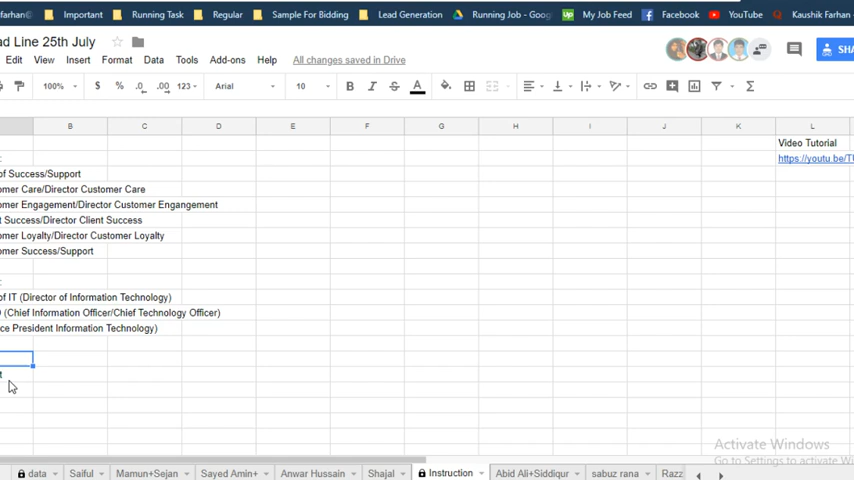 farhan@ Important Running Task Regular Sample For Bidding Lead Generation Running Job - Goog My Job Feed Facebook YouTube Kaushik Farhan -
ad Line 25th July
SHA
Edit View Insert Format Data Tools Add-ons Help All changes saved in Drive
100% $ % .0 .00 123 Arial 10 B I S A
B C D E F G H I J K L
Video Tutorial
https://youtu.be/T
of Success/Support
omer Care/Director Customer Care
omer Engagement/Director Customer Engangement
t Success/Director Client Success
omer Loyalty/Director Customer Loyalty
omer Success/Support
of IT (Director of Information Technology)
(Chief Information Officer/Chief Technology Officer)
ice President Information Technology)
t
Activate Windows
Go to Settings to activate Wi
data Saiful Mamun+Sejan Sayed Amin+ Anwar Hussain Shajal Instruction Abid Ali+Siddiqur sabuz rana Razz